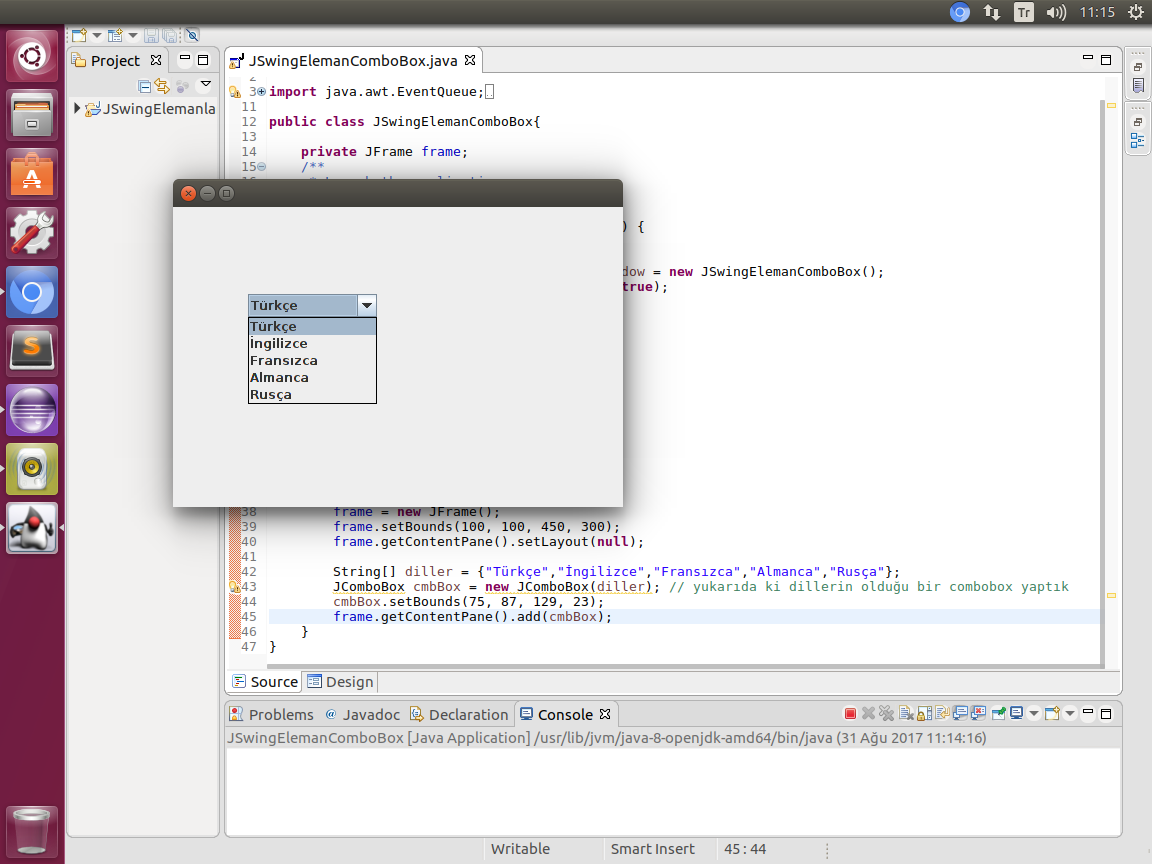 Tr 11:15
Project
JSwingElemanla
JSwingElemanComboBox.java
2
3 import java.awt.EventQueue;
11
12 public class JSwingElemanComboBox{
13
14 private JFrame frame;
15 /**
) {
dow = new JSwingElemanComboBox();
true);
Türkçe
Türkçe
İngilizce
Fransızca
Almanca
Rusça
38 frame = new JFrame();
39 frame.setBounds(100, 100, 450, 300);
40 frame.getContentPane().setLayout(null);
41
42 String[] diller = {"Türkçe","İngilizce","Fransızca","Almanca","Rusça"};
43 JComboBox cmbBox = new JComboBox(diller); // yukarıda ki dillerin olduğu bir combobox yaptık
44 cmbBox.setBounds(75, 87, 129, 23);
45 frame.getContentPane().add(cmbBox);
46 }
47 }
Source Design
Problems @ Javadoc Declaration Console
JSwingElemanComboBox [Java Application] /usr/lib/jvm/java-8-openjdk-amd64/bin/java (31 Ağu 2017 11:14:16)
Writable Smart Insert 45 : 44